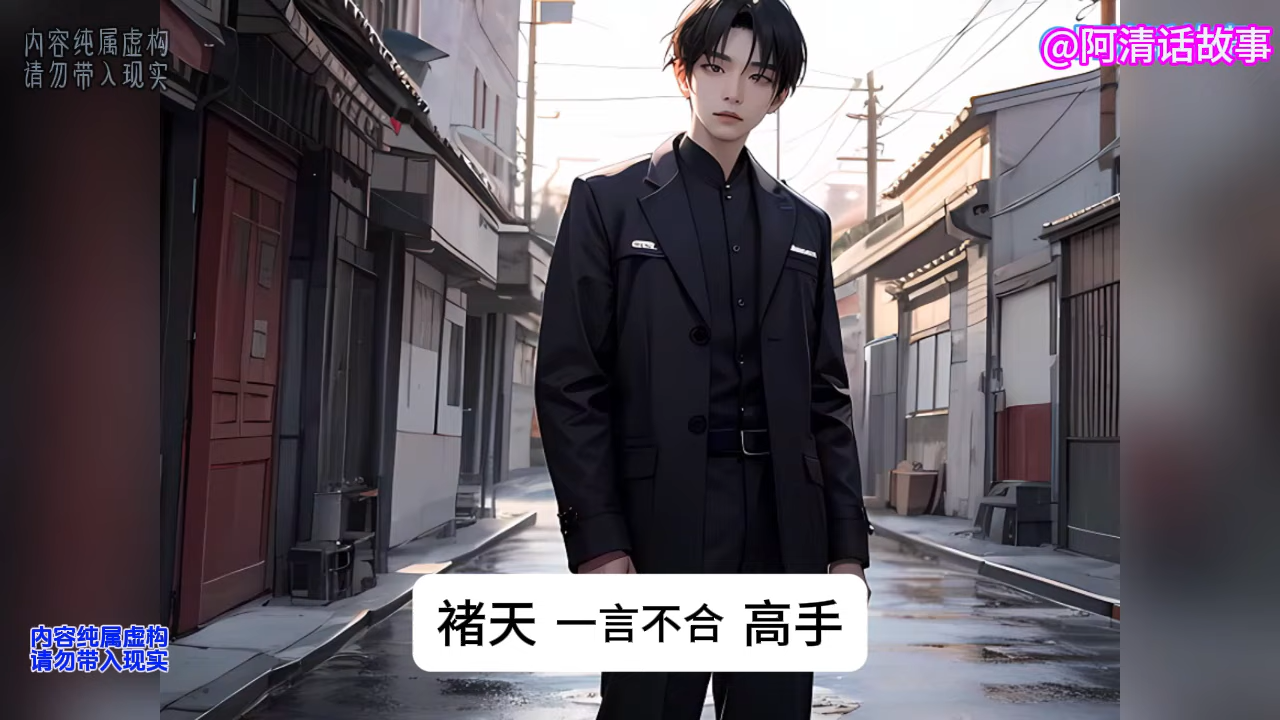 内容纯属虚构
请勿带入现实
@阿清话故事
褚天 一言不合 高手
内容纯属虚构
请勿带入现实